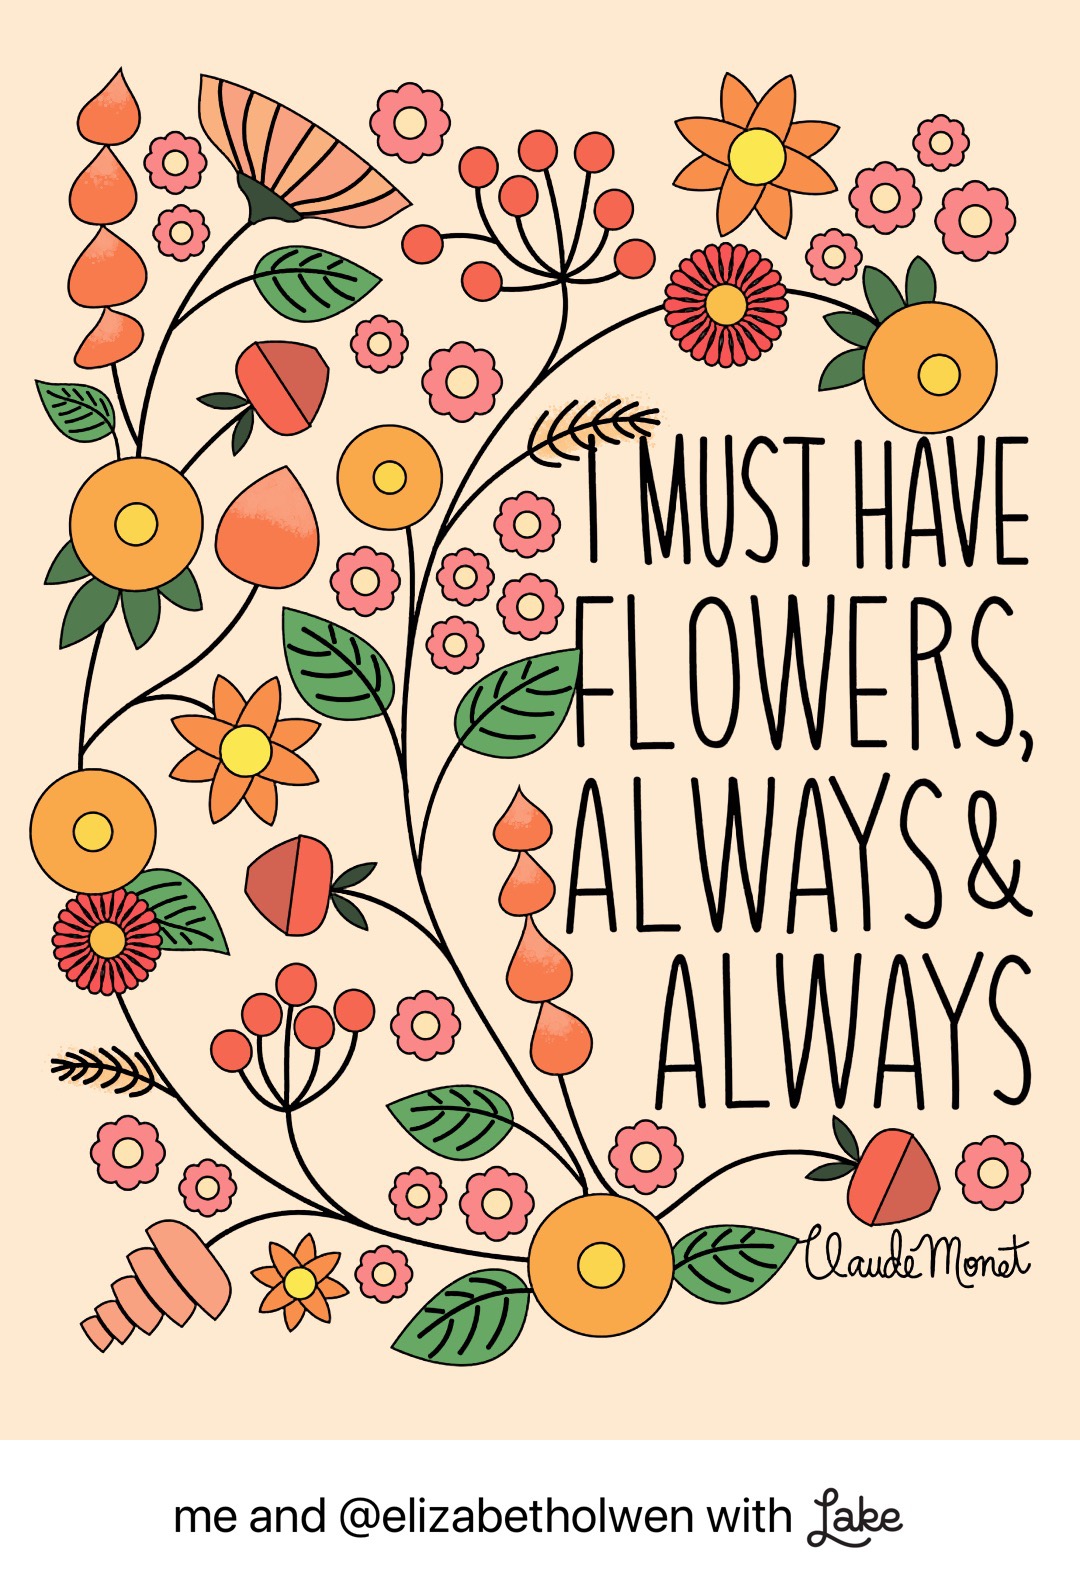 I MUST HAVE
FLOWERS,
ALWAYS &
ALWAYS
Claude Monet
me and @elizabetholwen with Lake